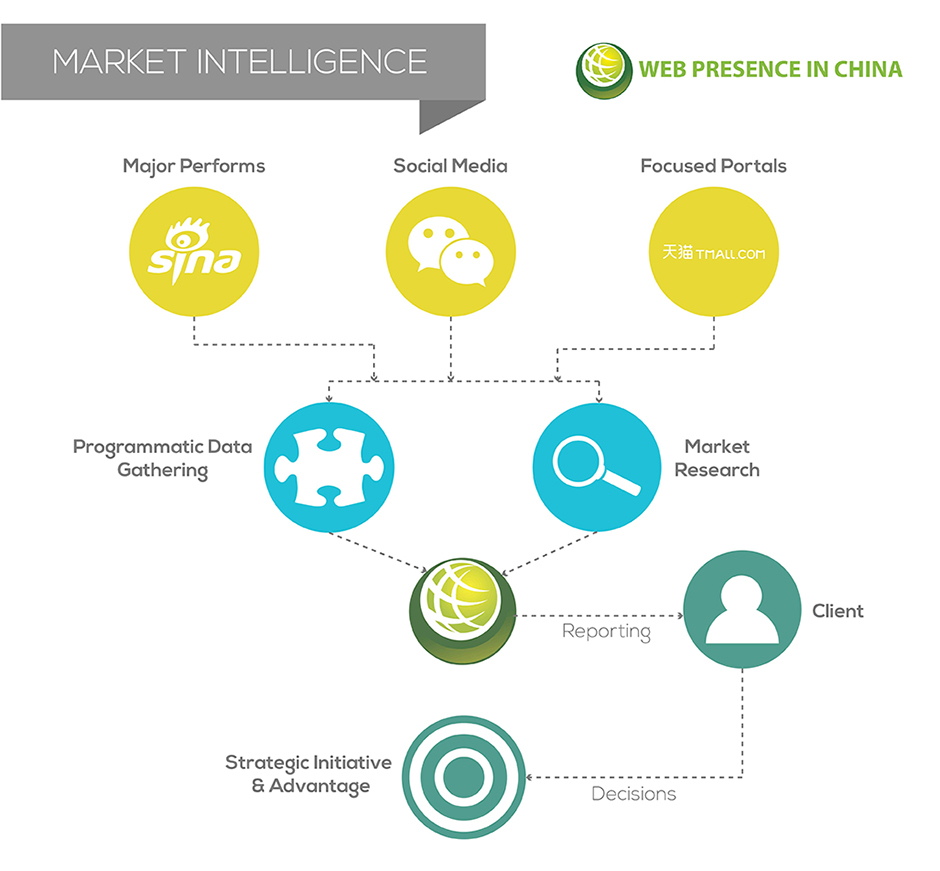 MARKET INTELLIGENCE
WEB PRESENCE IN CHINA
Major Performs
Social Media
Focused Portals
sina
天猫 TMALL.COM
Programmatic Data
Gathering
Market
Research
Reporting
Client
Strategic Initiative
& Advantage
Decisions